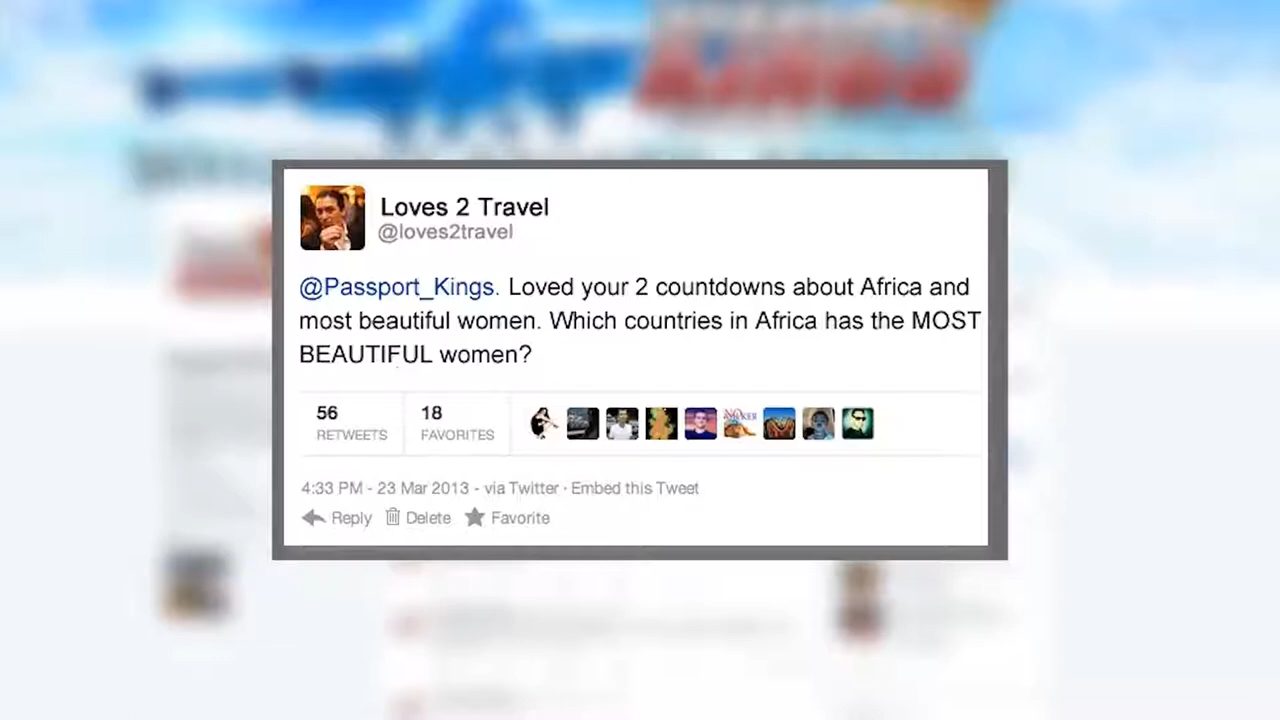 Loves 2 Travel
@loves2travel
@Passport_Kings. Loved your 2 countdowns about Africa and
most beautiful women. Which countries in Africa has the MOST
BEAUTIFUL women?
56
RETWEETS
18
FAVORITES
4:33 PM - 23 Mar 2013 - via Twitter · Embed this Tweet
Reply Delete Favorite